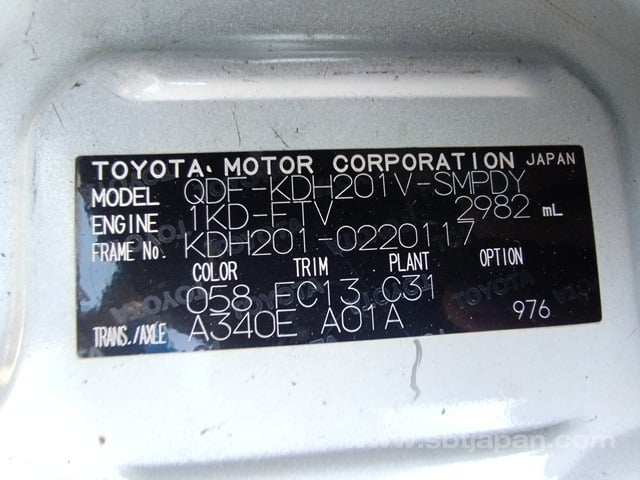 TOYOTA MOTOR CORPORATION JAPAN
MODEL QDF-KDH201V-SMPDY
ENGINE 1KD-FTV 2982 mL
FRAME No. KDH201-0220117
COLOR TRIM PLANT OPTION
058 FC13 C31
TRANS./AXLE A340E A01A 976
www.sbtjapan.com